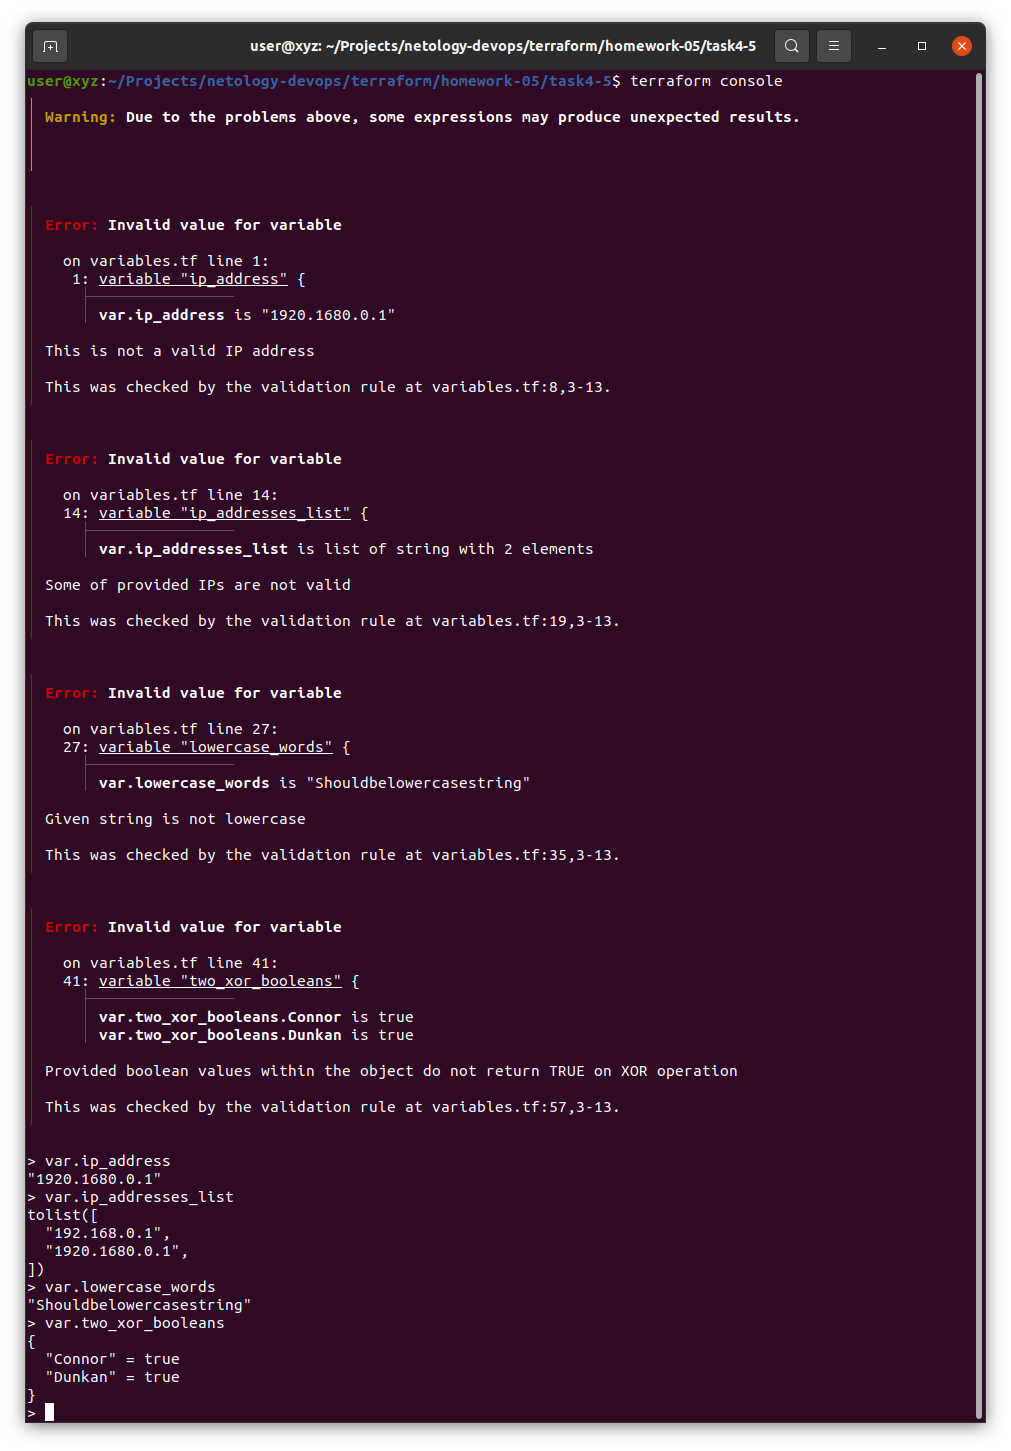 user@xyz: ~/Projects/netology-devops/terraform/homework-05/task4-5
user@xyz:~/Projects/netology-devops/terraform/homework-05/task4-5$ terraform console
Warning: Due to the problems above, some expressions may produce unexpected results.
Error: Invalid value for variable
on variables.tf line 1:
1: variable "ip_address" {
var.ip_address is "1920.1680.0.1"
This is not a valid IP address
This was checked by the validation rule at variables.tf:8,3-13.
Error: Invalid value for variable
on variables.tf line 14:
14: variable "ip_addresses_list" {
var.ip_addresses_list is list of string with 2 elements
Some of provided IPs are not valid
This was checked by the validation rule at variables.tf:19,3-13.
Error: Invalid value for variable
on variables.tf line 27:
27: variable "lowercase_words" {
var.lowercase_words is "Shouldbelowercasestring"
Given string is not lowercase
This was checked by the validation rule at variables.tf:35,3-13.
Error: Invalid value for variable
on variables.tf line 41:
41: variable "two_xor_booleans" {
var.two_xor_booleans.Connor is true
var.two_xor_booleans.Dunkan is true
Provided boolean values within the object do not return TRUE on XOR operation
This was checked by the validation rule at variables.tf:57,3-13.
> var.ip_address
"1920.1680.0.1"
> var.ip_addresses_list
tolist([
"192.168.0.1",
"1920.1680.0.1",
])
> var.lowercase_words
"Shouldbelowercasestring"
> var.two_xor_booleans
{
"Connor" = true
"Dunkan" = true
}
>